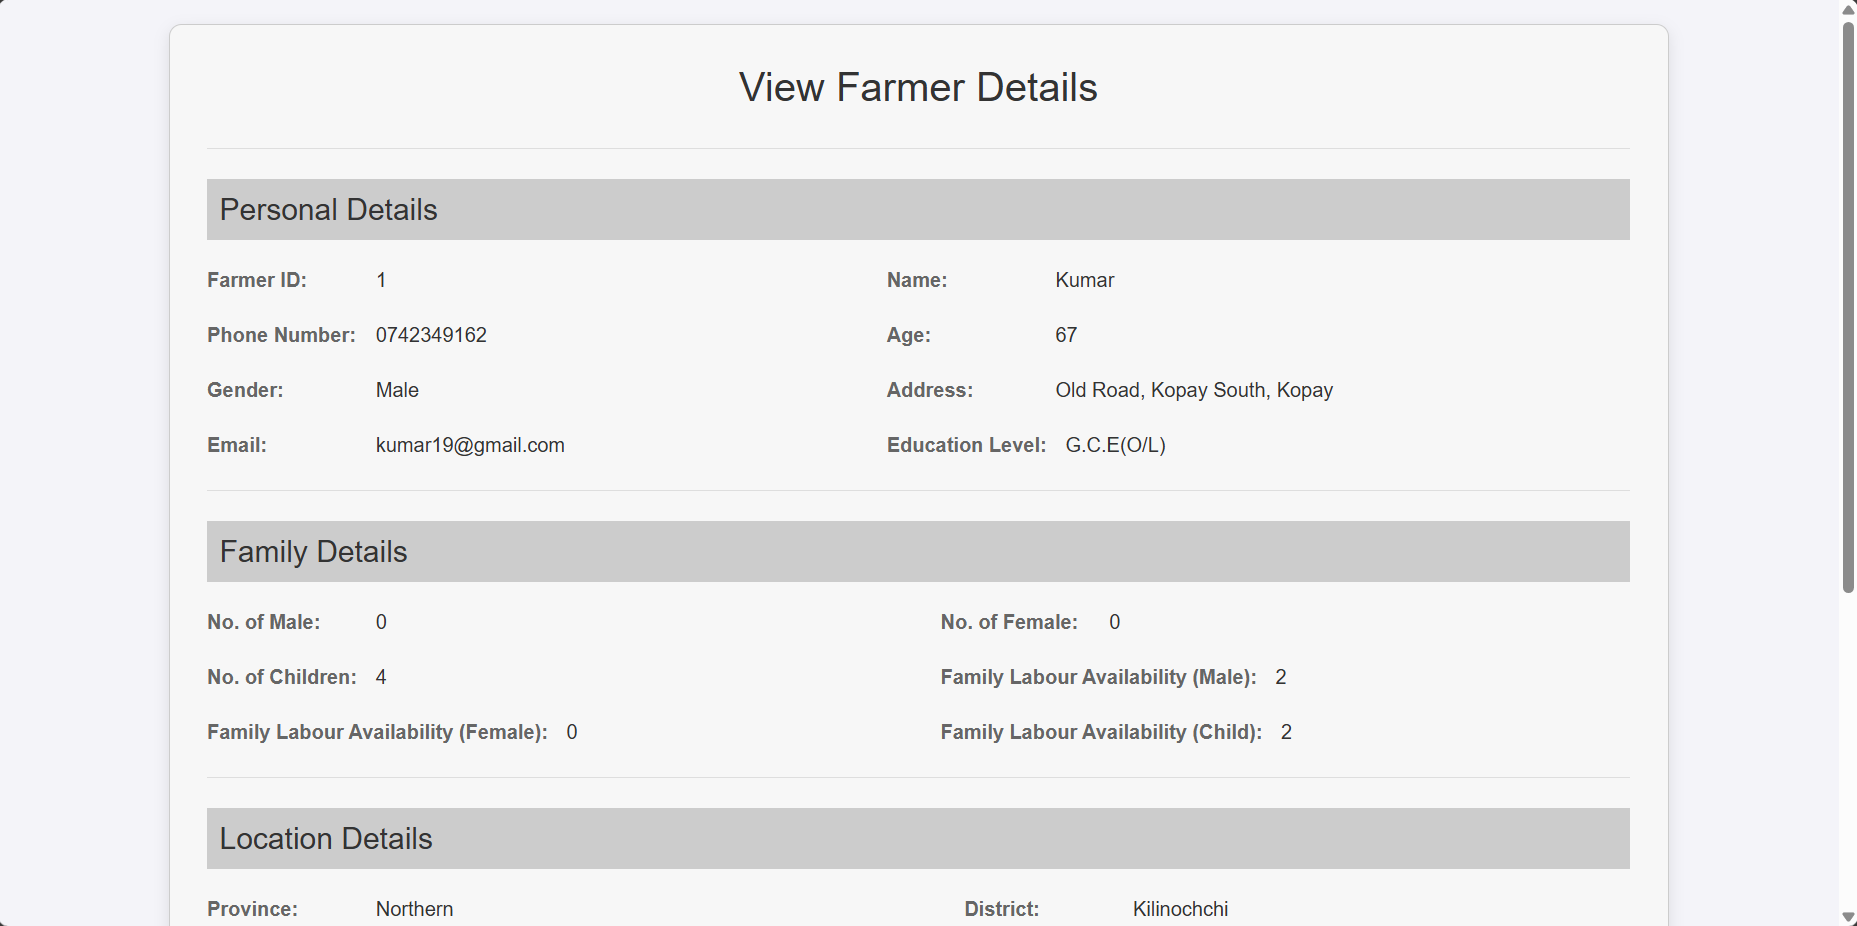 View Farmer Details
Personal Details
Farmer ID: 1 Name: Kumar
Phone Number: 0742349162 Age: 67
Gender: Male Address: Old Road, Kopay South, Kopay
Email: kumar19@gmail.com Education Level: G.C.E(O/L)
Family Details
No. of Male: 0 No. of Female: 0
No. of Children: 4 Family Labour Availability (Male): 2
Family Labour Availability (Female): 0 Family Labour Availability (Child): 2
Location Details
Province: Northern District: Kilinochchi